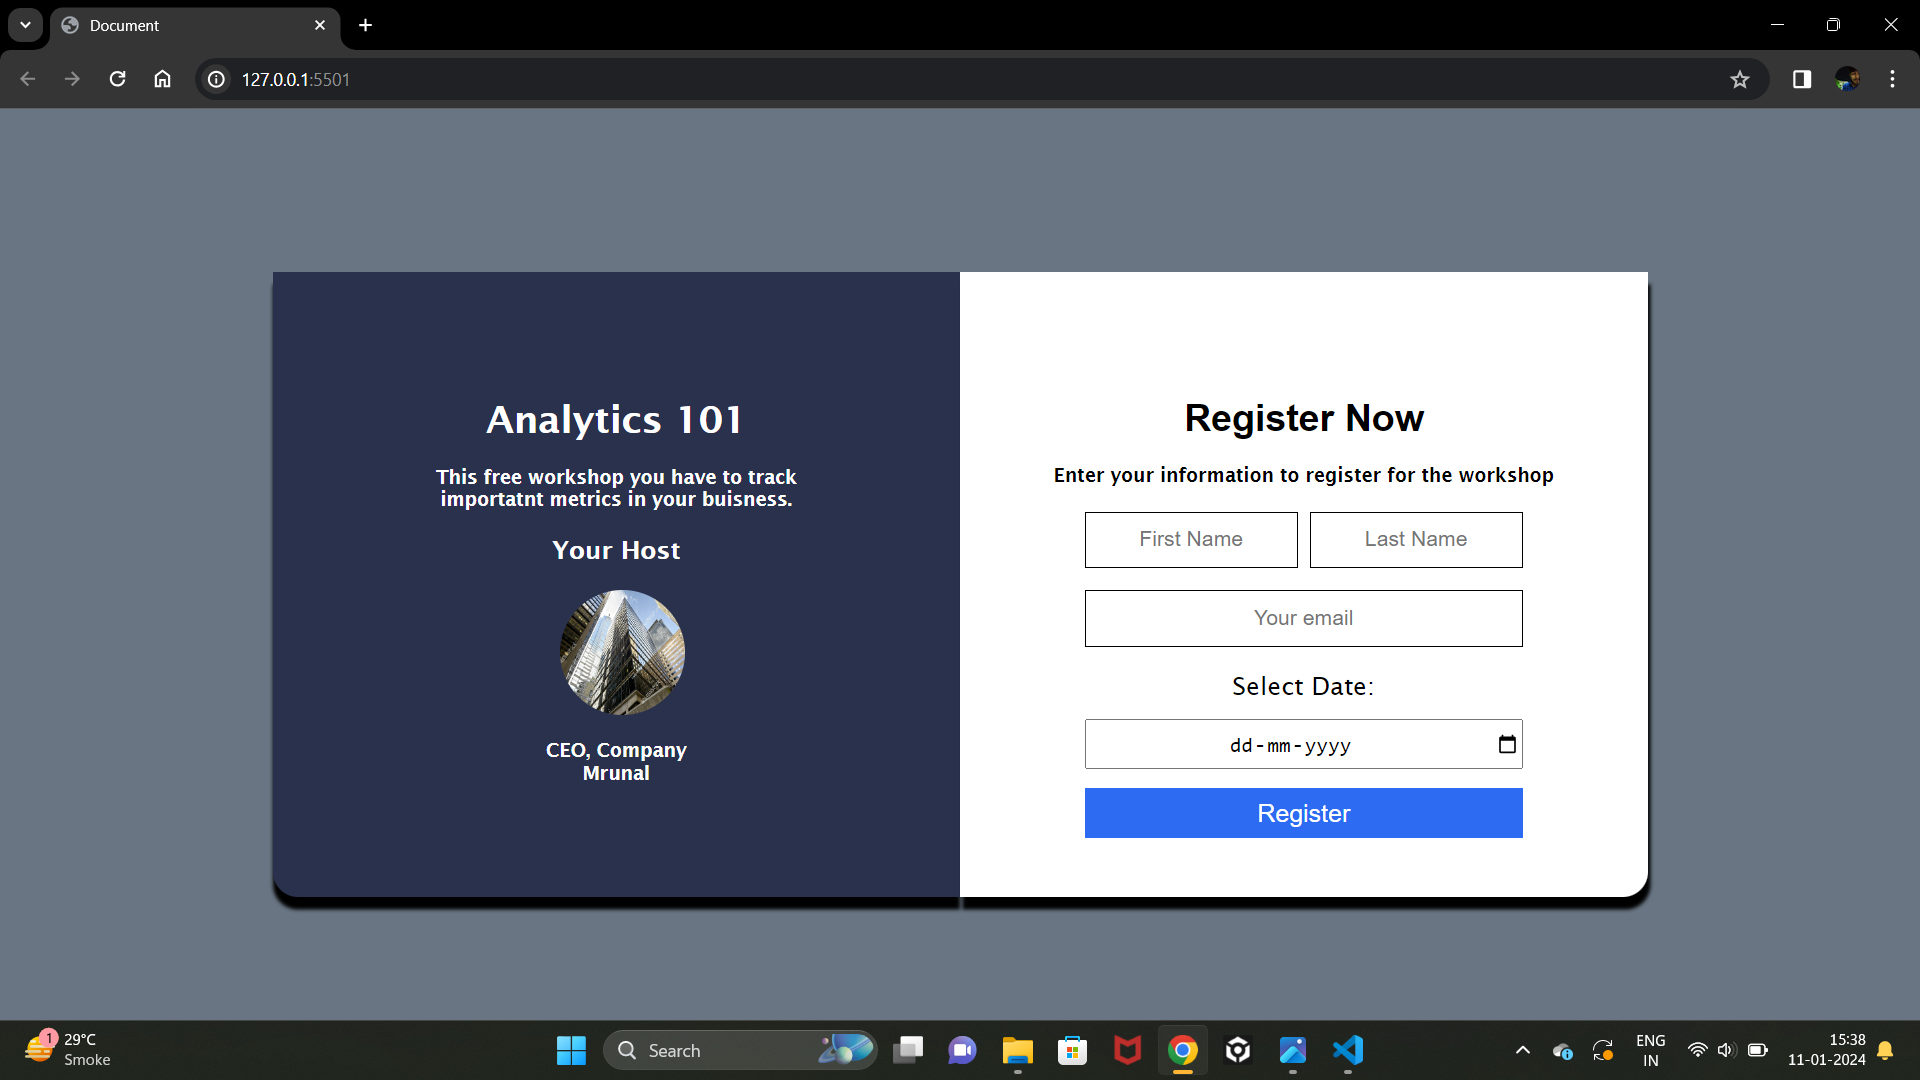 Document
127.0.0.1:5501
Analytics 101
This free workshop you have to track
importatnt metrics in your buisness.
Your Host
CEO, Company
Mrunal
Register Now
Enter your information to register for the workshop
First Name
Last Name
Your email
Select Date:
dd-mm-yyyy
Register
1
29°C
Smoke
Search
ENG
IN
15:38
11-01-2024